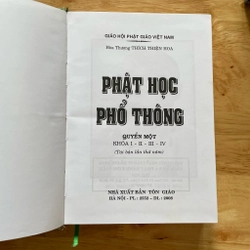 GIÁO HỘI PHẬT GIÁO VIỆT NAM
Hòa Thượng THÍCH THIỆN HOA
PHẬT HỌC
PHỔ THÔNG
QUYỂN MỘT
KHÓA I - II - III - IV
(Tái bản lần thứ năm)
NHÀ XUẤT BẢN TÔN GIÁO
HÀ NỘI - PL: 2552 - DL: 2008